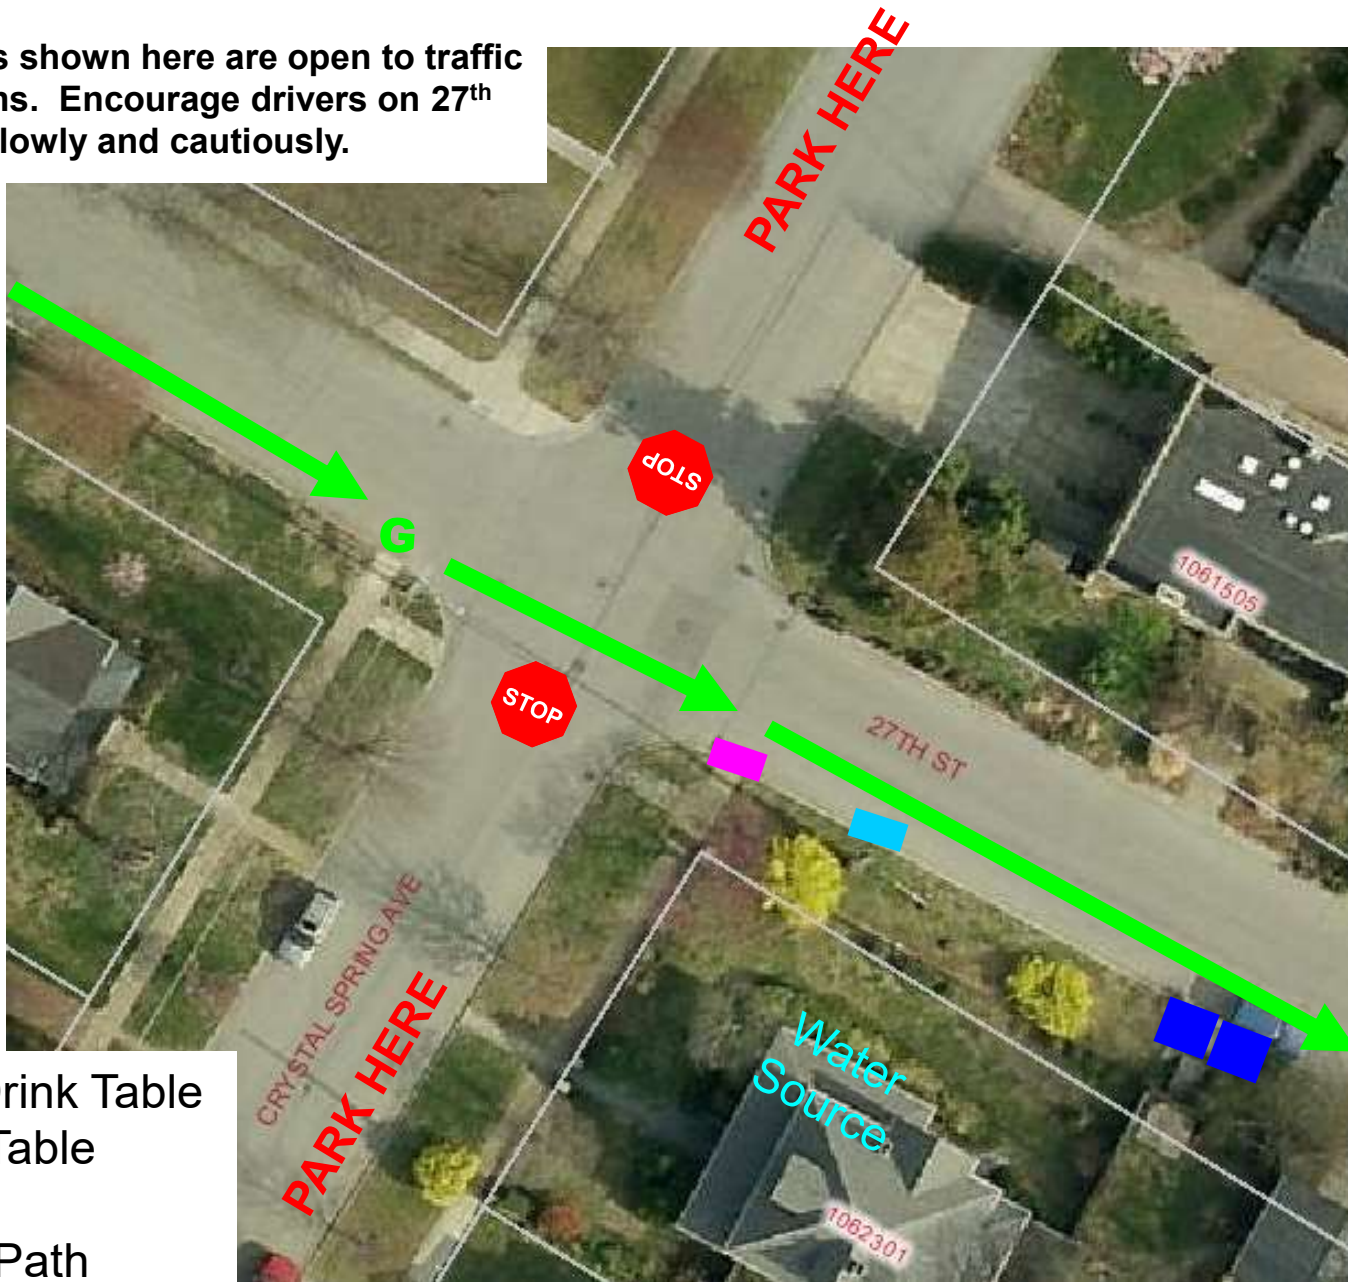 s shown here are open to traffic
ns. Encourage drivers on 27th
lowly and cautiously.
PARK HERE
STOP
G
1061505
STOP
27TH ST
CRYSTAL SPRING AVE
PARK HERE
Water
Source
Drink Table
Table
Path
1062301